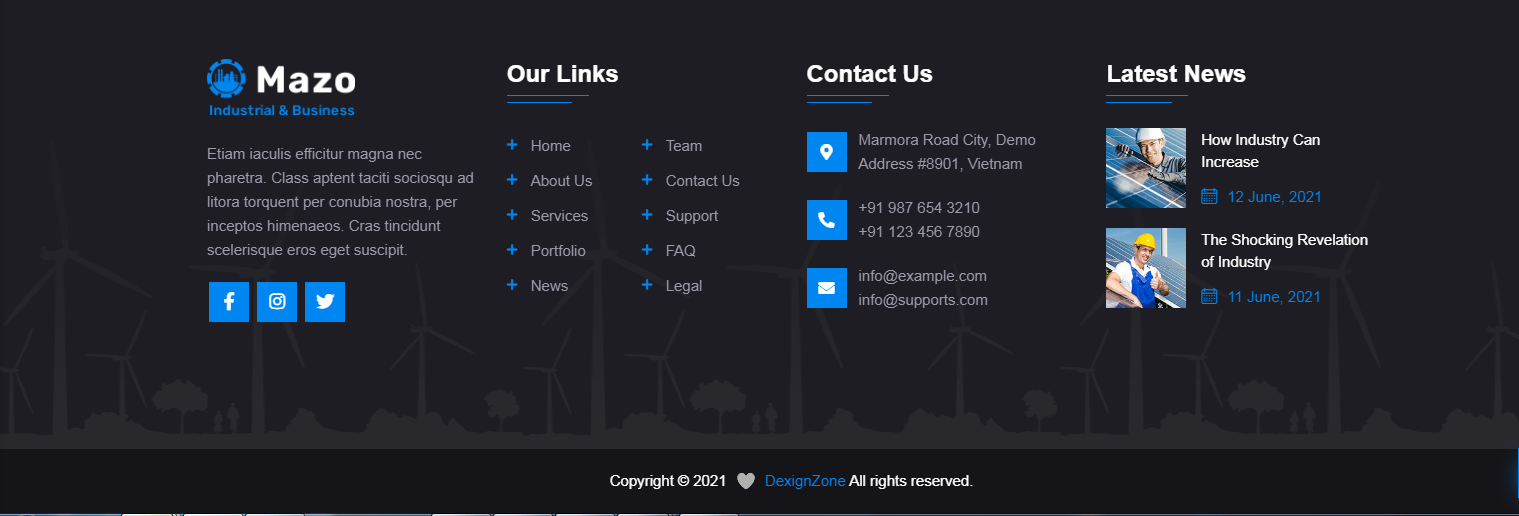 Mazo
Industrial & Business
Etiam iaculis efficitur magna nec
pharetra. Class aptent taciti sociosqu ad
litora torquent per conubia nostra, per
inceptos himenaeos. Cras tincidunt
scelerisque eros eget suscipit.
Our Links
Home
About Us
Services
Portfolio
News
Team
Contact Us
Support
FAQ
Legal
Contact Us
Marmora Road City, Demo
Address #8901, Vietnam
+91 987 654 3210
+91 123 456 7890
info@example.com
info@supports.com
Latest News
How Industry Can
Increase
12 June, 2021
The Shocking Revelation
of Industry
11 June, 2021
Copyright © 2021 DexignZone All rights reserved.